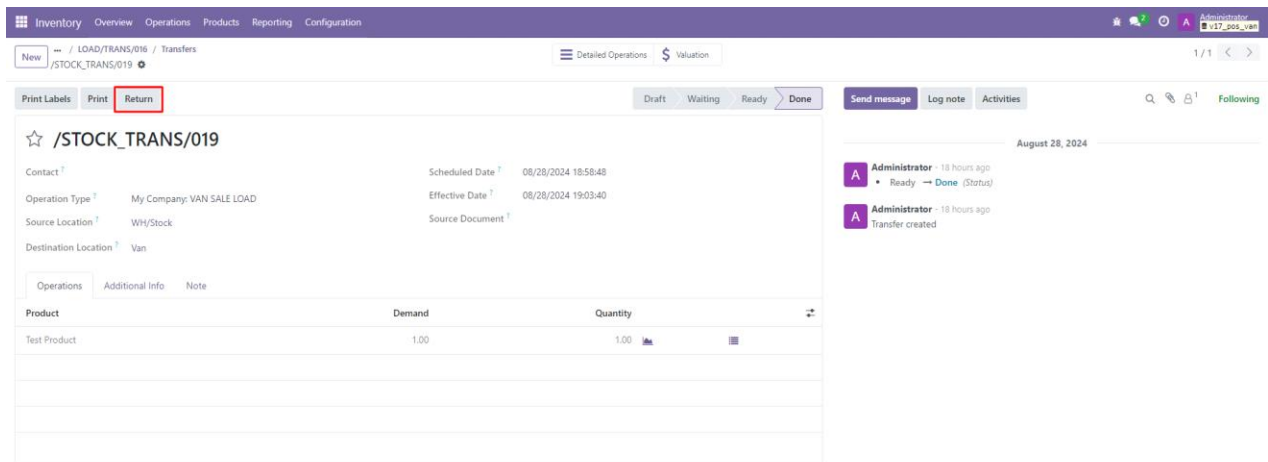 Inventory Overview Operations Products Reporting Configuration 2 A Administrator v17_pos_van
New ... / LOAD/TRANS/016 / Transfers Detailed Operations $ Valuation 1 / 1
/STOCK_TRANS/019
Print Labels Print Return Draft Waiting Ready Done Send message Log note Activities 1 Following
/STOCK_TRANS/019
August 28, 2024
Contact ? Scheduled Date ? 08/28/2024 18:58:48
A Administrator - 18 hours ago
• Ready → Done (Status)
Operation Type ? My Company: VAN SALE LOAD Effective Date ? 08/28/2024 19:03:40
Source Location ? WH/Stock Source Document ?
A Administrator - 18 hours ago
Transfer created
Destination Location ? Van
Operations Additional Info Note
Product Demand Quantity
Test Product 1.00 1.00